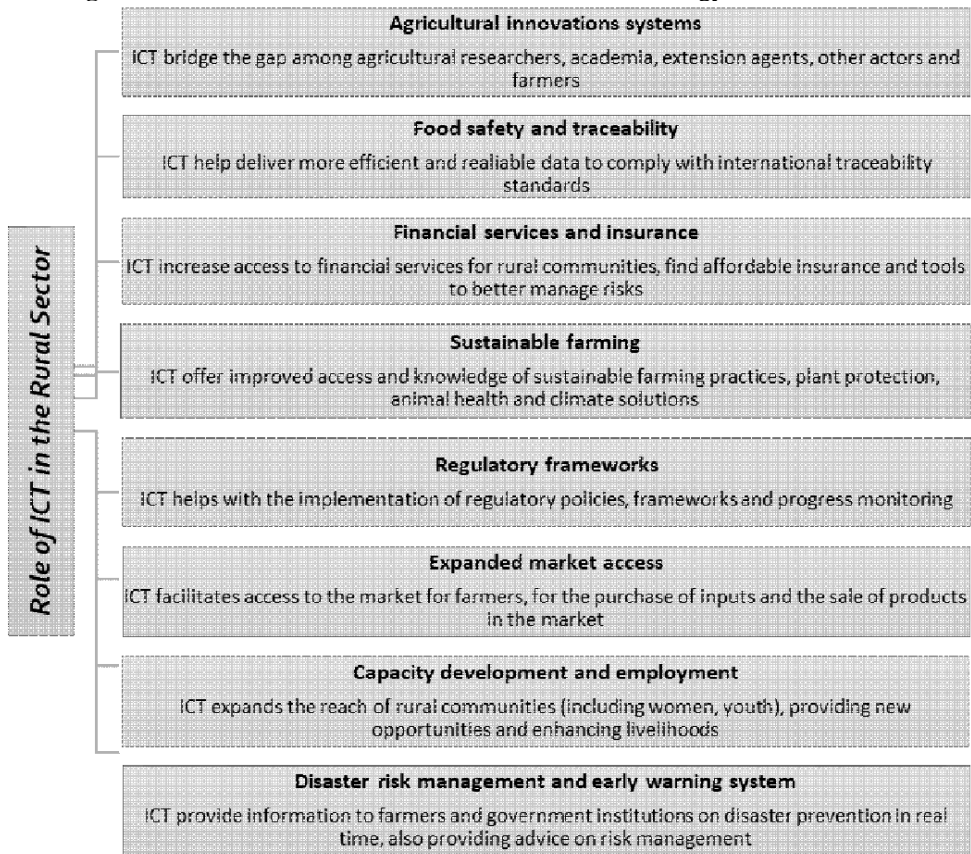 Agricultural innovations systems
ICT bridge the gap among agricultural researchers, academia, extension agents, other actors and
farmers
Food safety and traceability
ICT help deliver more efficient and realiable data to comply with international traceability
standards
Financial services and insurance
ICT increase access to financial services for rural communities, find affordable insurance and tools
to better manage risks
Role of ICT in the Rural Sector
Sustainable farming
ICT offer improved access and knowledge of sustainable farming practices, plant protection,
animal health and climate solutions
Regulatory frameworks
ICT helps with the implementation of regulatory policies, frameworks and progress monitoring
Expanded market access
ICT facilitates access to the market for farmers, for the purchase of inputs and the sale of products
in the market
Capacity development and employment
ICT expands the reach of rural communities (including women, youth), providing new
opportunities and enhancing livelihoods
Disaster risk management and early warning system
ICT provide information to farmers and government institutions on disaster prevention in real
time, also providing advice on risk management